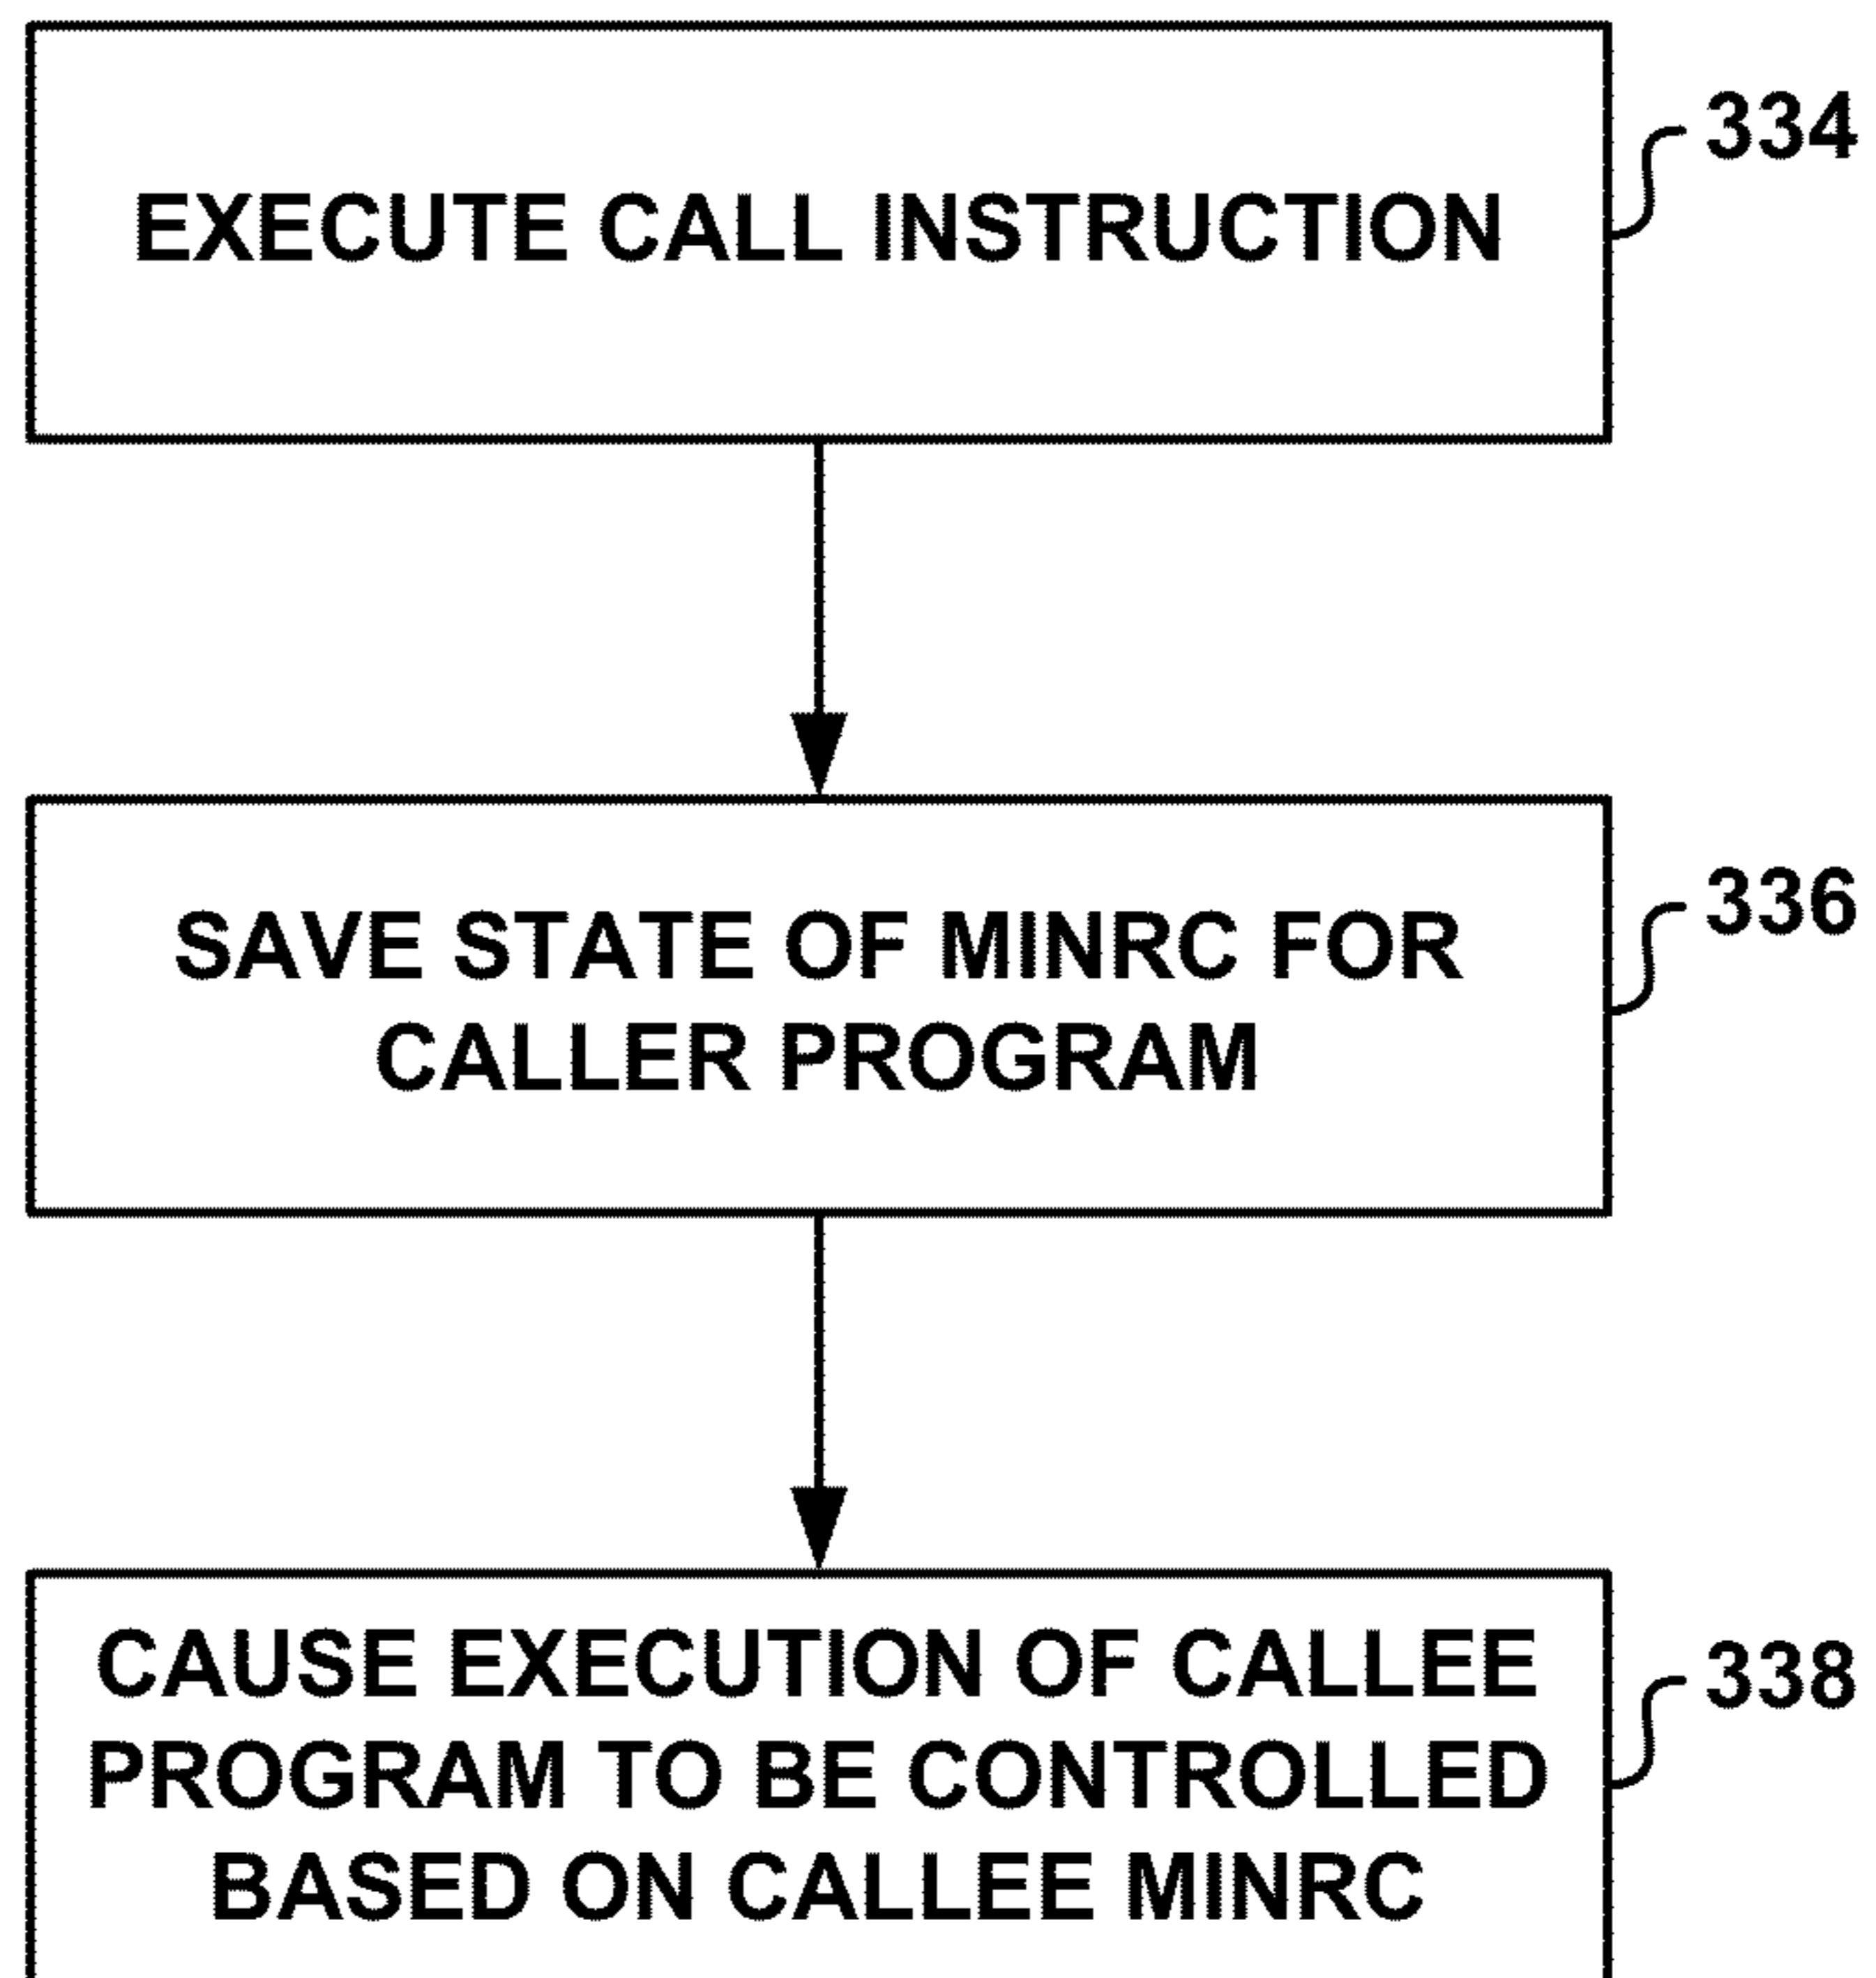 EXECUTE CALL INSTRUCTION
334
SAVE STATE OF MINRC FOR
CALLER PROGRAM
336
CAUSE EXECUTION OF CALLEE
PROGRAM TO BE CONTROLLED
BASED ON CALLEE MINRC
338